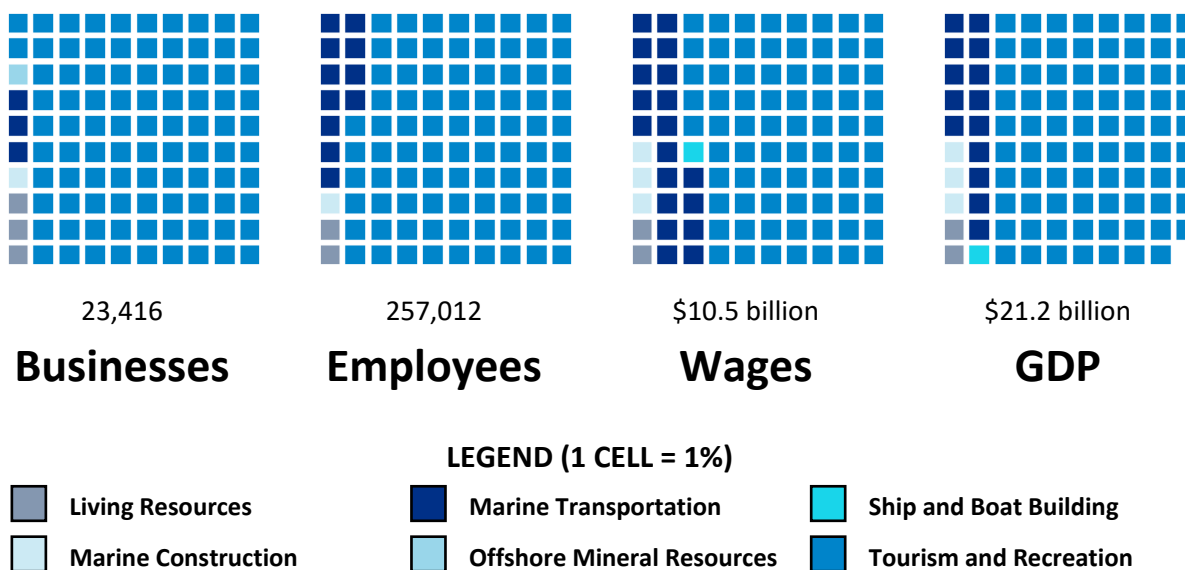 23,416 257,012 $10.5 billion $21.2 billion
Businesses Employees Wages GDP
LEGEND (1 CELL = 1%)
Living Resources Marine Transportation Ship and Boat Building
Marine Construction Offshore Mineral Resources Tourism and Recreation